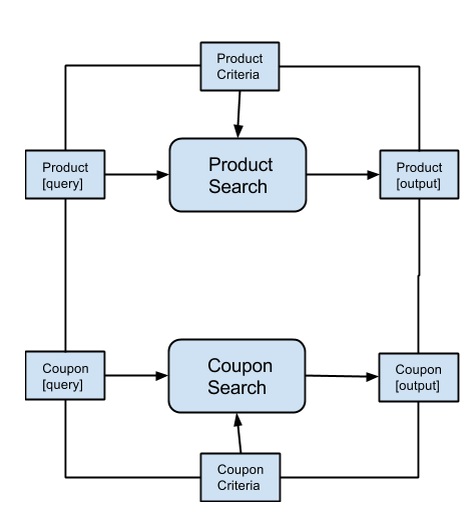 Product
Criteria
Product
[query]
Product
Search
Product
[output]
Coupon
[query]
Coupon
Search
Coupon
[output]
Coupon
Criteria